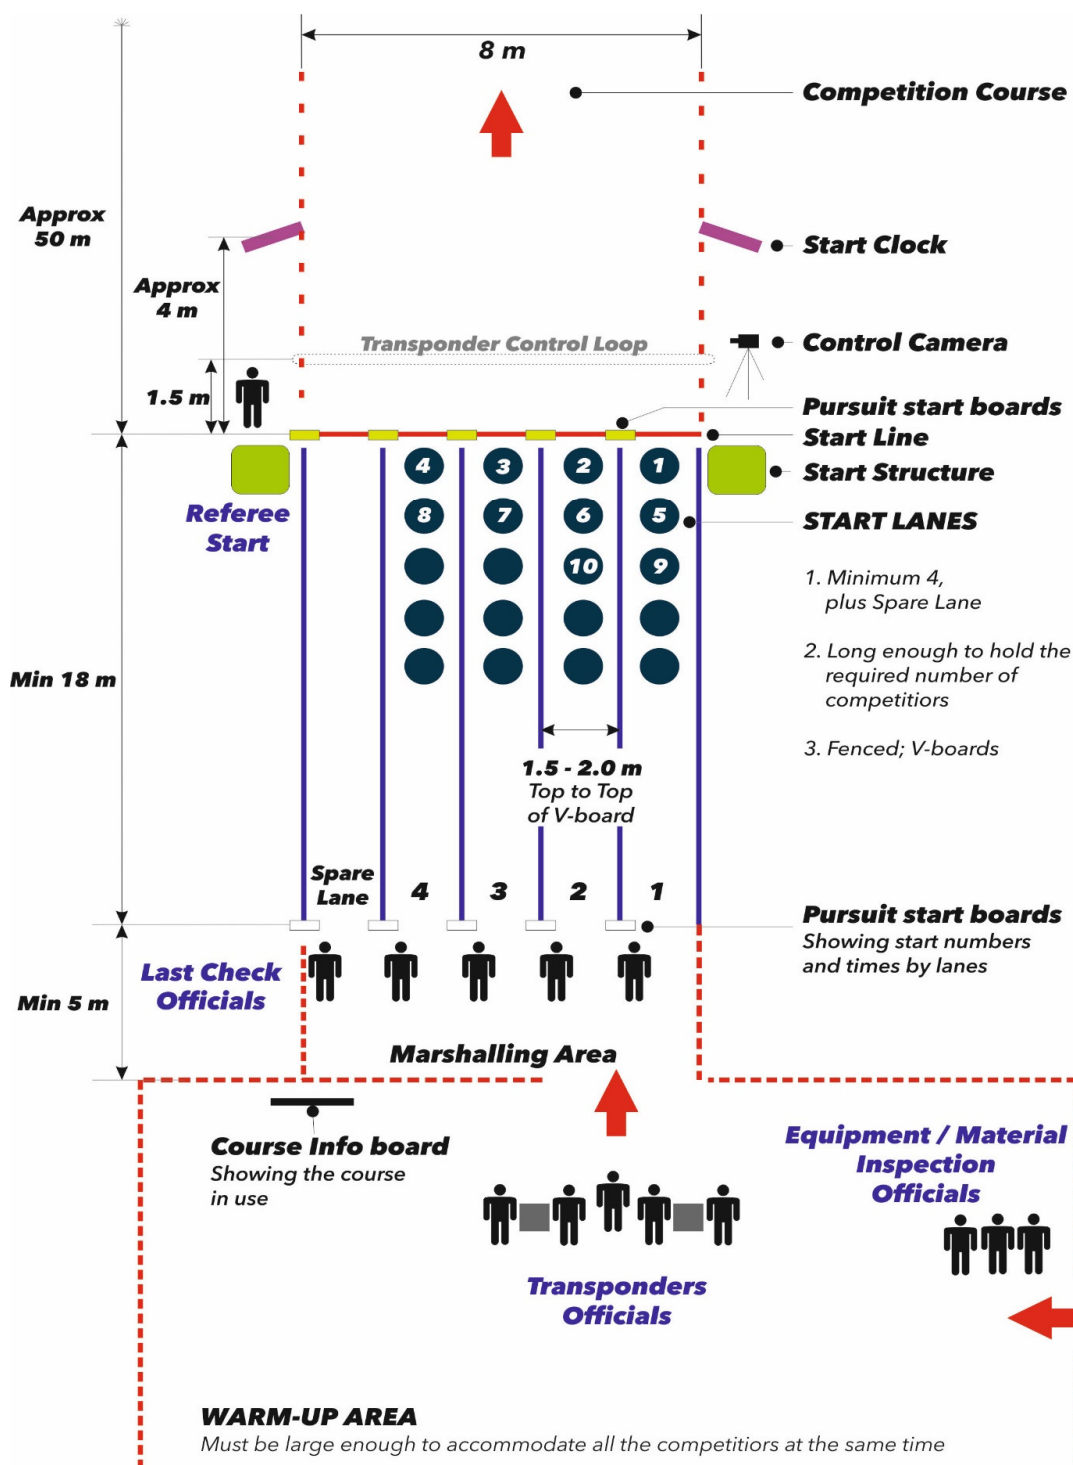 8 m
Competition Course
Approx
50 m
Start Clock
Approx
4 m
Transponder Control Loop
Control Camera
1.5 m
Pursuit start boards
Start Line
4 3 2 1
Start Structure
Referee
Start
8 7 6 5
START LANES
10 9
1. Minimum 4,
plus Spare Lane
2. Long enough to hold the
required number of
competitiors
Min 18 m
3. Fenced; V-boards
1.5 - 2.0 m
Top to Top
of V-board
Spare
Lane
4 3 2 1
Pursuit start boards
Showing start numbers
and times by lanes
Last Check
Officials
Min 5 m
Marshalling Area
Course Info board
Showing the course
in use
Equipment / Material
Inspection
Officials
Transponders
Officials
WARM-UP AREA
Must be large enough to accommodate all the competitiors at the same time